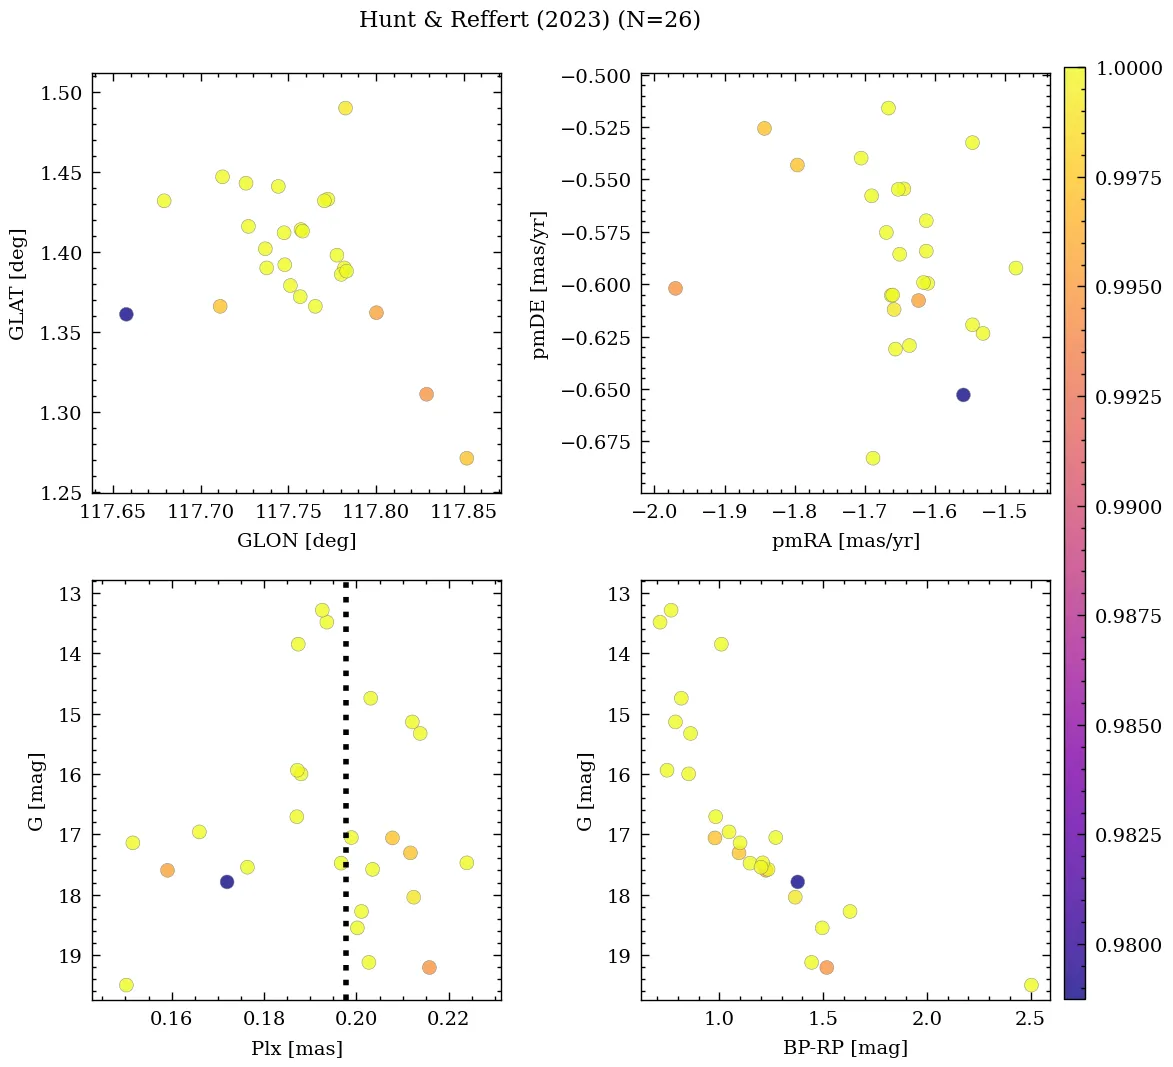 Hunt & Reffert (2023) (N=26)
1.50
1.45
1.40
1.35
1.30
1.25
GLAT [deg]
117.65 117.70 117.75 117.80 117.85
GLON [deg]
−0.500
−0.525
−0.550
−0.575
−0.600
−0.625
−0.650
−0.675
pmDE [mas/yr]
−2.0 −1.9 −1.8 −1.7 −1.6 −1.5
pmRA [mas/yr]
13
14
15
16
17
18
19
G [mag]
0.16 0.18 0.20 0.22
Plx [mas]
13
14
15
16
17
18
19
G [mag]
1.0 1.5 2.0 2.5
BP-RP [mag]
1.0000
0.9975
0.9950
0.9925
0.9900
0.9875
0.9850
0.9825
0.9800